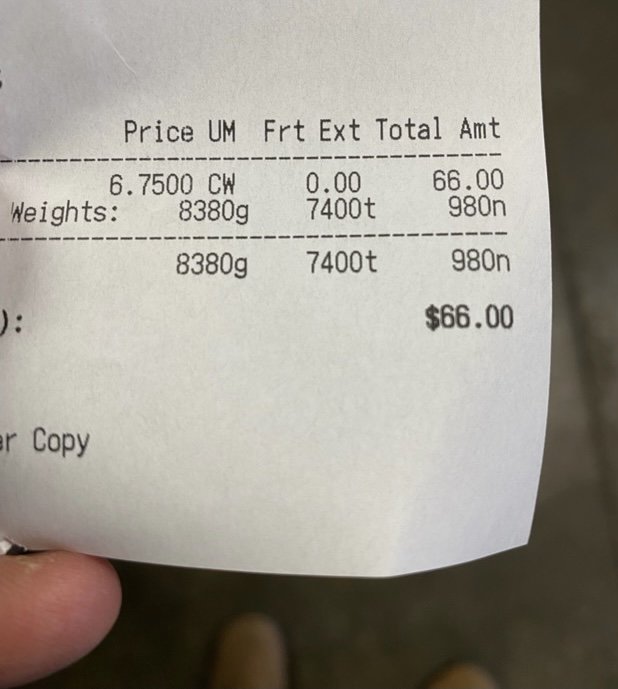 Price UM Frt Ext Total Amt
6.7500 CW 0.00 66.00
Weights: 8380g 7400t 980n
8380g 7400t 980n
): $66.00
Copy